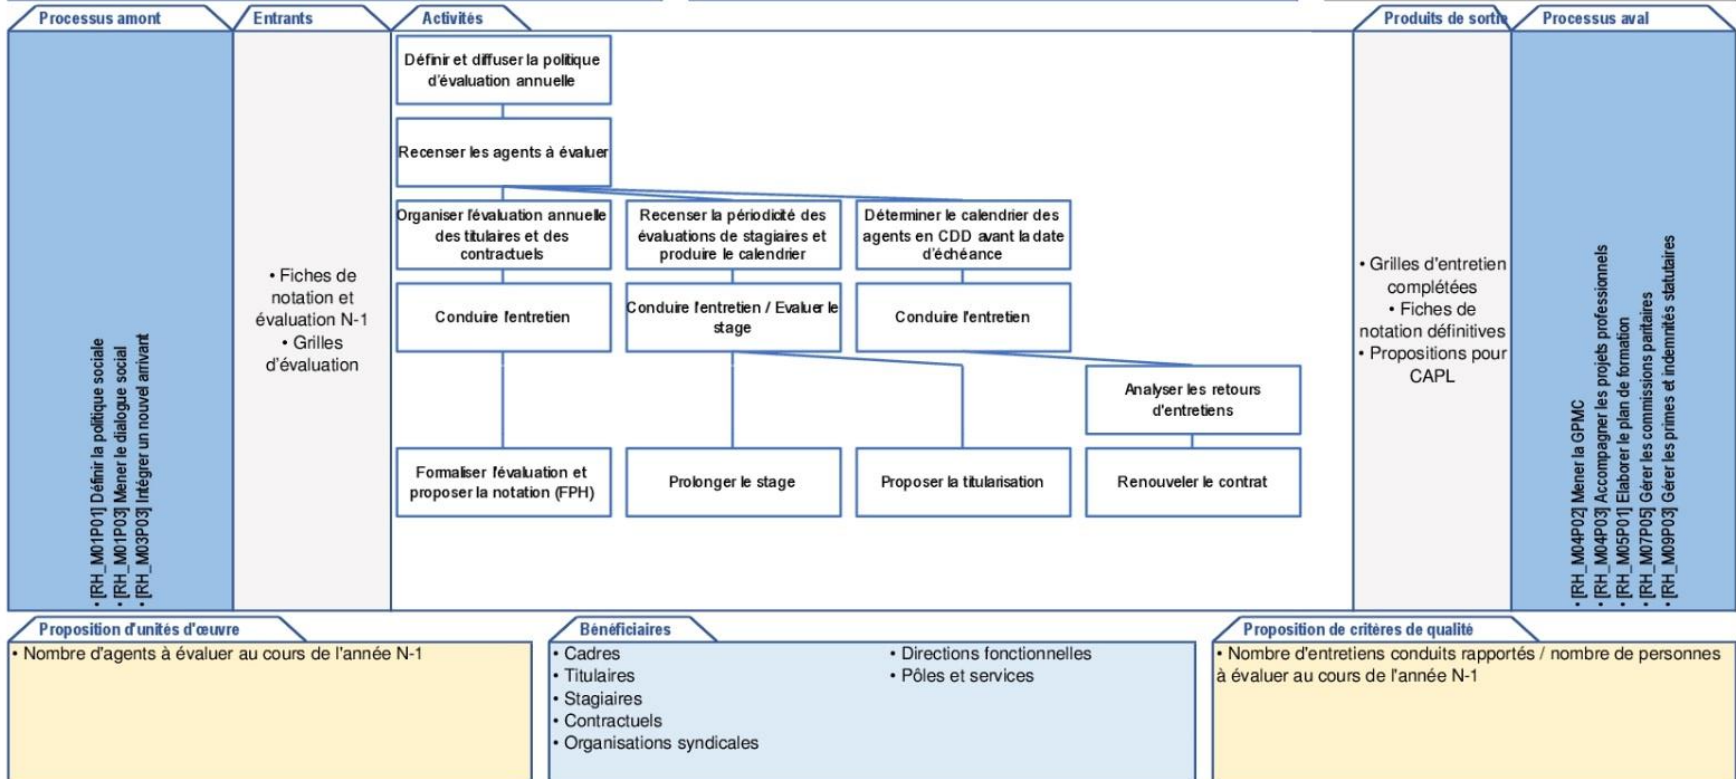 Processus amont
Entrants
Activités
Produits de sortie
Processus aval
• [RH_M01P01] Définir la politique sociale
• [RH_M01P03] Mener le dialogue social
• [RH_M03P03] Intégrer un nouvel arrivant
• Fiches de
notation et
évaluation N-1
• Grilles
d'évaluation
Définir et diffuser la politique
d'évaluation annuelle
Recenser les agents à évaluer
Organiser l'évaluation annuelle
des titulaires et des
contractuels
Recenser la périodicité des
évaluations de stagiaires et
produire le calendrier
Déterminer le calendrier des
agents en CDD avant la date
d'échéance
Conduire l'entretien
Conduire l'entretien / Evaluer le
stage
Conduire l'entretien
Analyser les retours
d'entretiens
Formaliser l'évaluation et
proposer la notation (FPH)
Prolonger le stage
Proposer la titularisation
Renouveler le contrat
• Grilles d'entretien
complétées
• Fiches de
notation définitives
• Propositions pour
CAPL
• [RH_M04P02] Mener la GPMC
• [RH_M04P03] Accompagner les projets professionnels
• [RH_M05P01] Elaborer le plan de formation
• [RH_M07P05] Gérer les commissions paritaires
• [RH_M09P03] Gérer les primes et indemnités statutaires
Proposition d'unités d'œuvre
• Nombre d'agents à évaluer au cours de l'année N-1
Bénéficiaires
• Cadres
• Titulaires
• Stagiaires
• Contractuels
• Organisations syndicales
• Directions fonctionnelles
• Pôles et services
Proposition de critères de qualité
• Nombre d'entretiens conduits rapportés / nombre de personnes
à évaluer au cours de l'année N-1